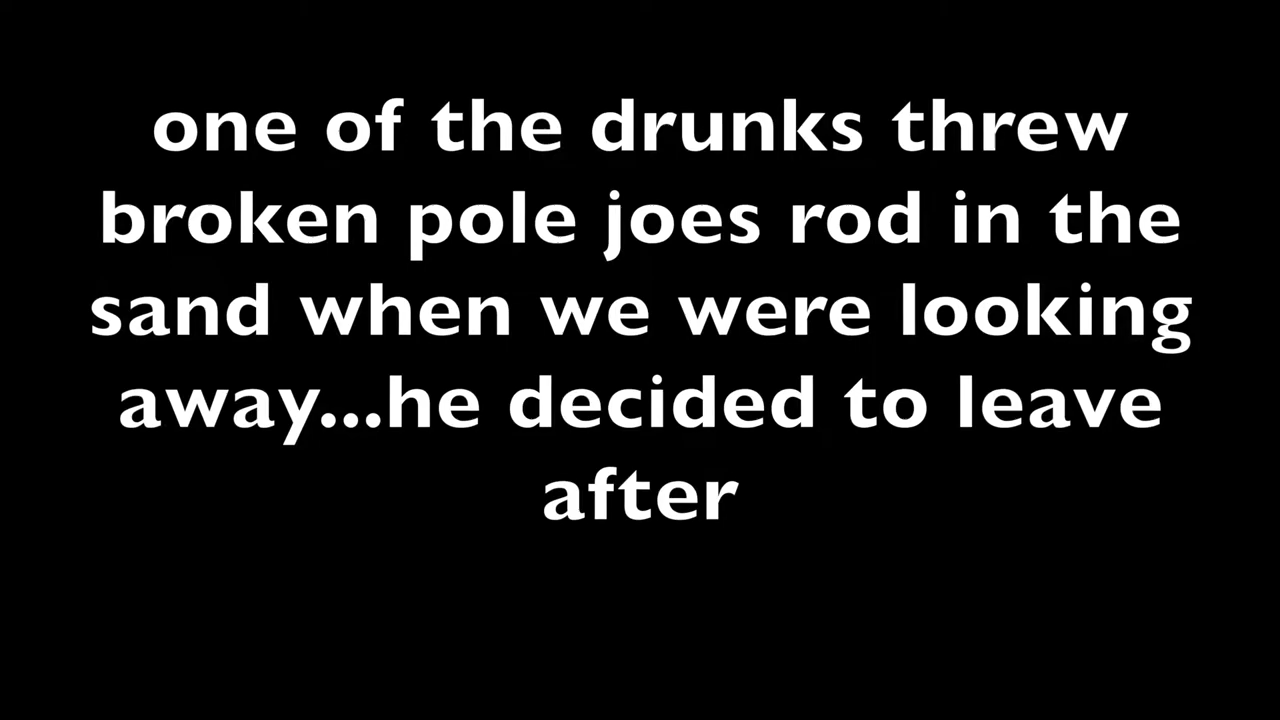 one of the drunks threw
broken pole joes rod in the
sand when we were looking
away...he decided to leave
after